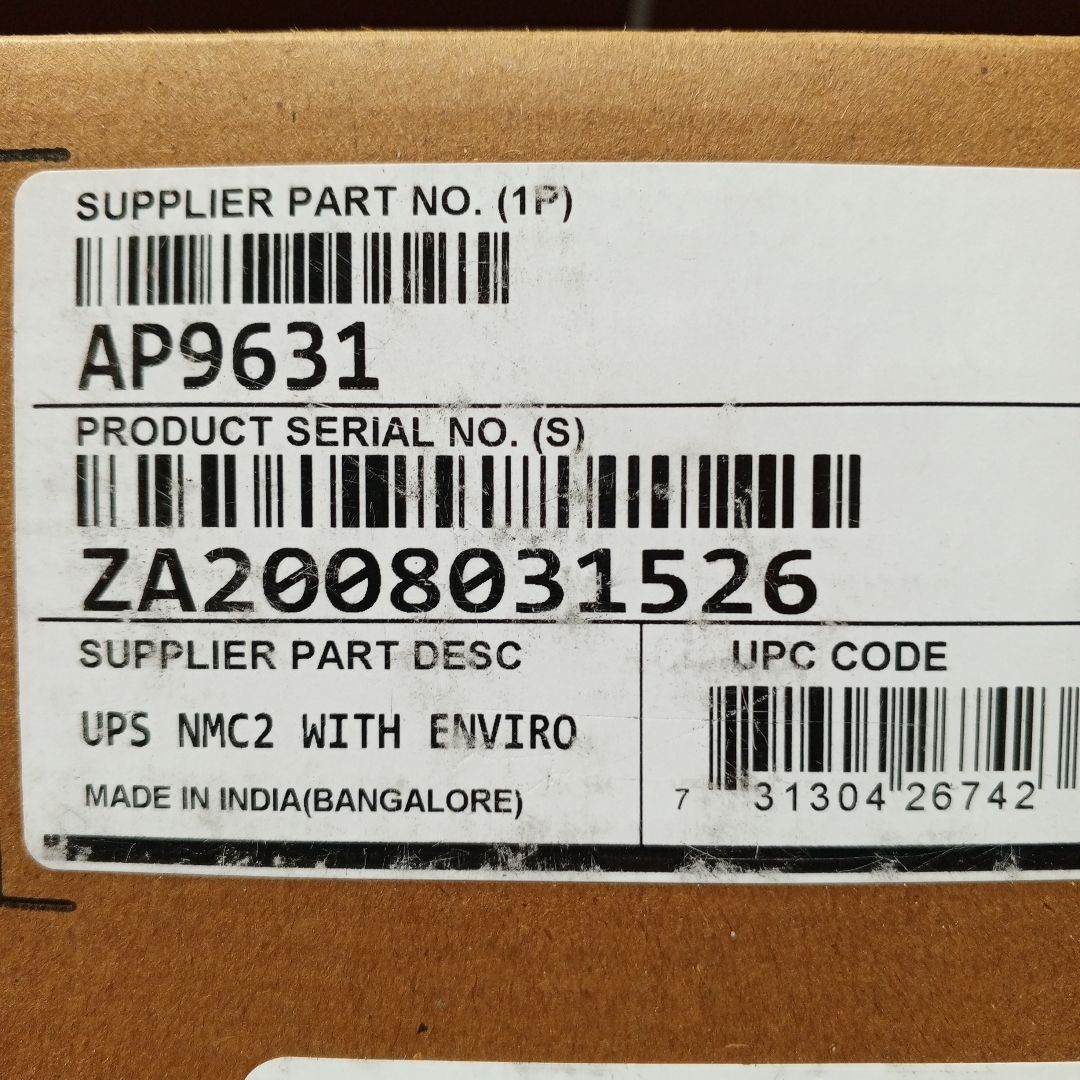 SUPPLIER PART NO. (1P)
AP9631
PRODUCT SERIAL NO. (S)
ZA2008031526
SUPPLIER PART DESC
UPC CODE
UPS NMC2 WITH ENVIRO
MADE IN INDIA(BANGALORE)
7 31304 26742